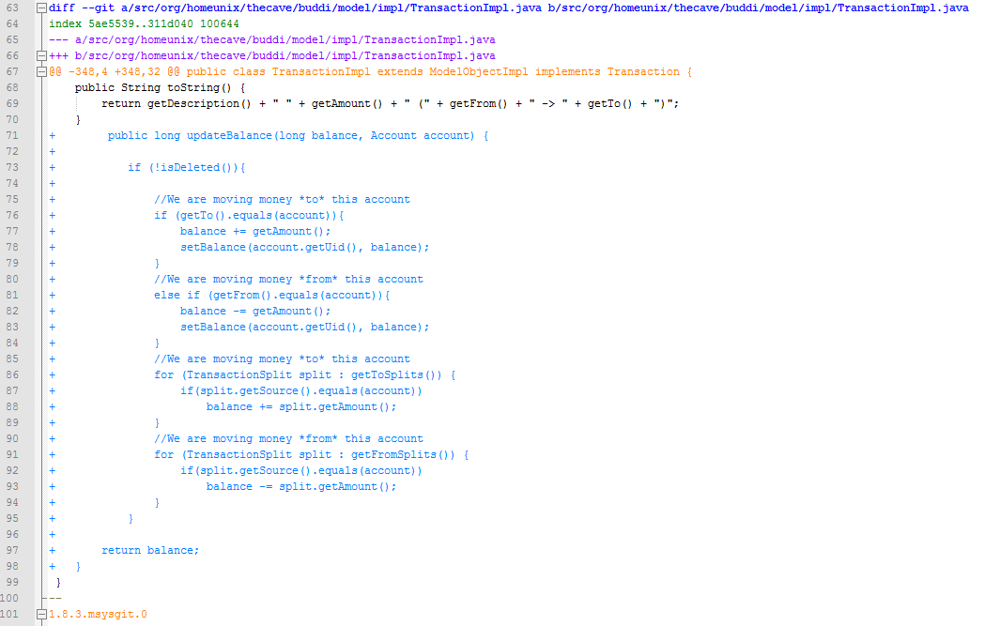 63 diff --git a/src/org/homeunix/thecave/buddi/model/impl/TransactionImpl.java b/src/org/homeunix/thecave/buddi/model/impl/TransactionImpl.java
64 index 5ae5539..311d040 100644
65 --- a/src/org/homeunix/thecave/buddi/model/impl/TransactionImpl.java
66 +++ b/src/org/homeunix/thecave/buddi/model/impl/TransactionImpl.java
67 @@ -348,4 +348,32 @@ public class TransactionImpl extends ModelObjectImpl implements Transaction {
68     public String toString() {
69         return getDescription() + " " + getAmount() + " (" + getFrom() + " -> " + getTo() + ")";
70     }
71 +        public long updateBalance(long balance, Account account) {
72 +
73 +           if (!isDeleted()){
74 +
75 +               //We are moving money *to* this account
76 +               if (getTo().equals(account)){
77 +                   balance += getAmount();
78 +                   setBalance(account.getUid(), balance);
79 +               }
80 +               //We are moving money *from* this account
81 +               else if (getFrom().equals(account)){
82 +                   balance -= getAmount();
83 +                   setBalance(account.getUid(), balance);
84 +               }
85 +               //We are moving money *to* this account
86 +               for (TransactionSplit split : getToSplits()) {
87 +                   if(split.getSource().equals(account))
88 +                       balance += split.getAmount();
89 +               }
90 +               //We are moving money *from* this account
91 +               for (TransactionSplit split : getFromSplits()) {
92 +                   if(split.getSource().equals(account))
93 +                       balance -= split.getAmount();
94 +               }
95 +           }
96 +
97 +       return balance;
98 +   }
99  }
100 ---
101 1.8.3.msysgit.0